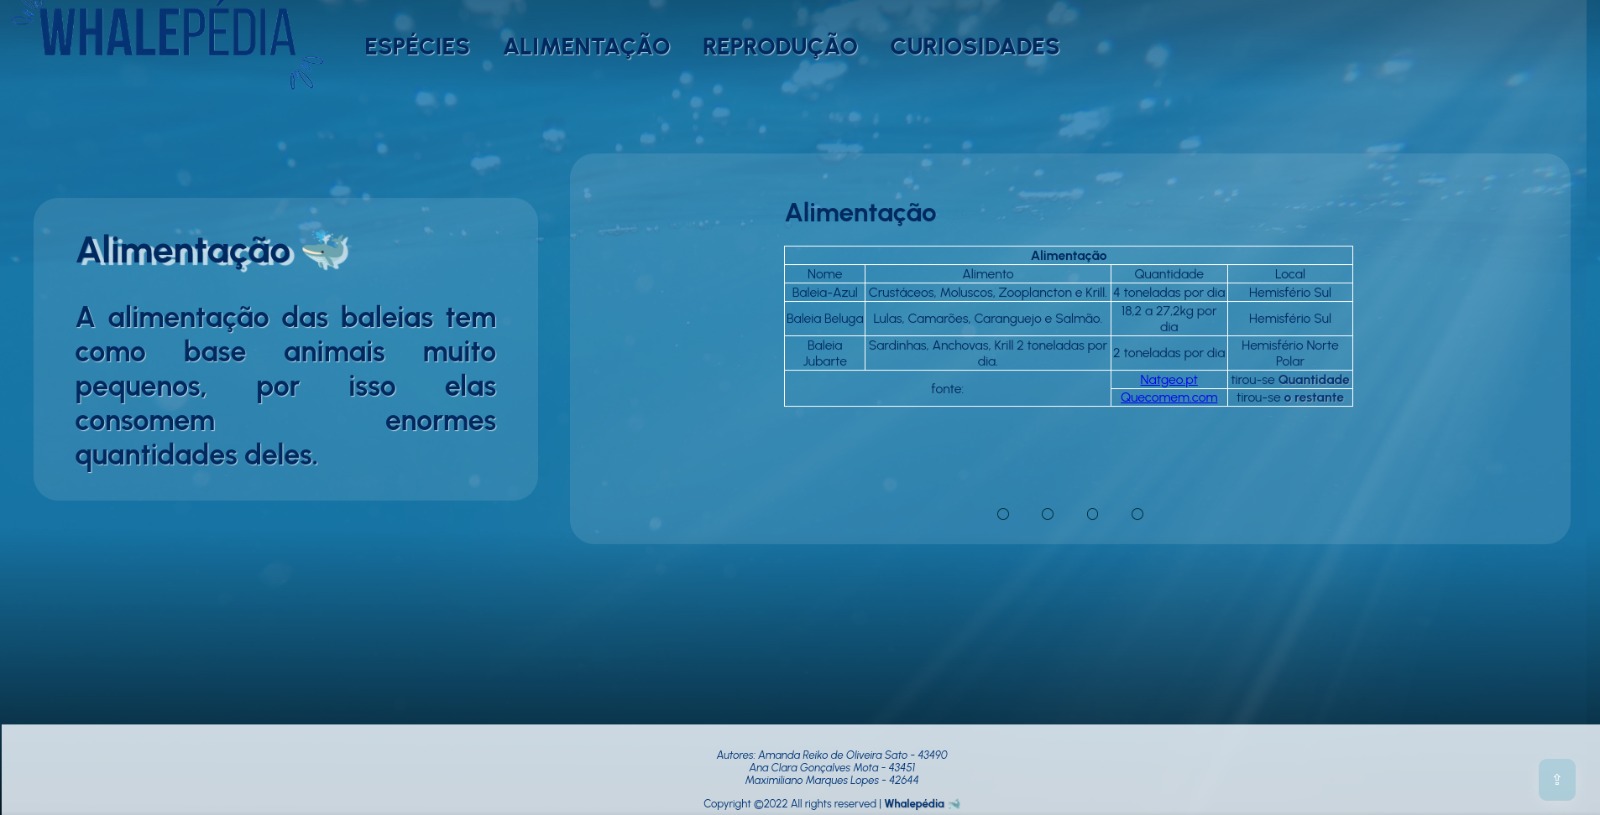 WHALEPÉDIA
ESPÉCIES ALIMENTAÇÃO REPRODUÇÃO CURIOSIDADES
Alimentação
A alimentação das baleias tem
como base animais muito
pequenos, por isso elas
consomem enormes
quantidades deles.
Alimentação
Alimentação
Nome Alimento Quantidade Local
Baleia-Azul Crustáceos, Moluscos, Zooplancton e Krill. 4 toneladas por dia Hemisfério Sul
Baleia Beluga Lulas, Camarões, Caranguejo e Salmão. 18,2 a 27,2kg por
dia Hemisfério Sul
Baleia
Jubarte Sardinhas, Anchovas, Krill 2 toneladas por
dia. 2 toneladas por dia Hemisfério Norte
Polar
fonte: Natgeo.pt tirou-se Quantidade
Quecomem.com tirou-se o restante
Autores: Amanda Reiko de Oliveira Sato - 43490
Ana Clara Gonçalves Mota - 43451
Maximiliano Marques Lopes - 42644
Copyright ©2022 All rights reserved | Whalepédia